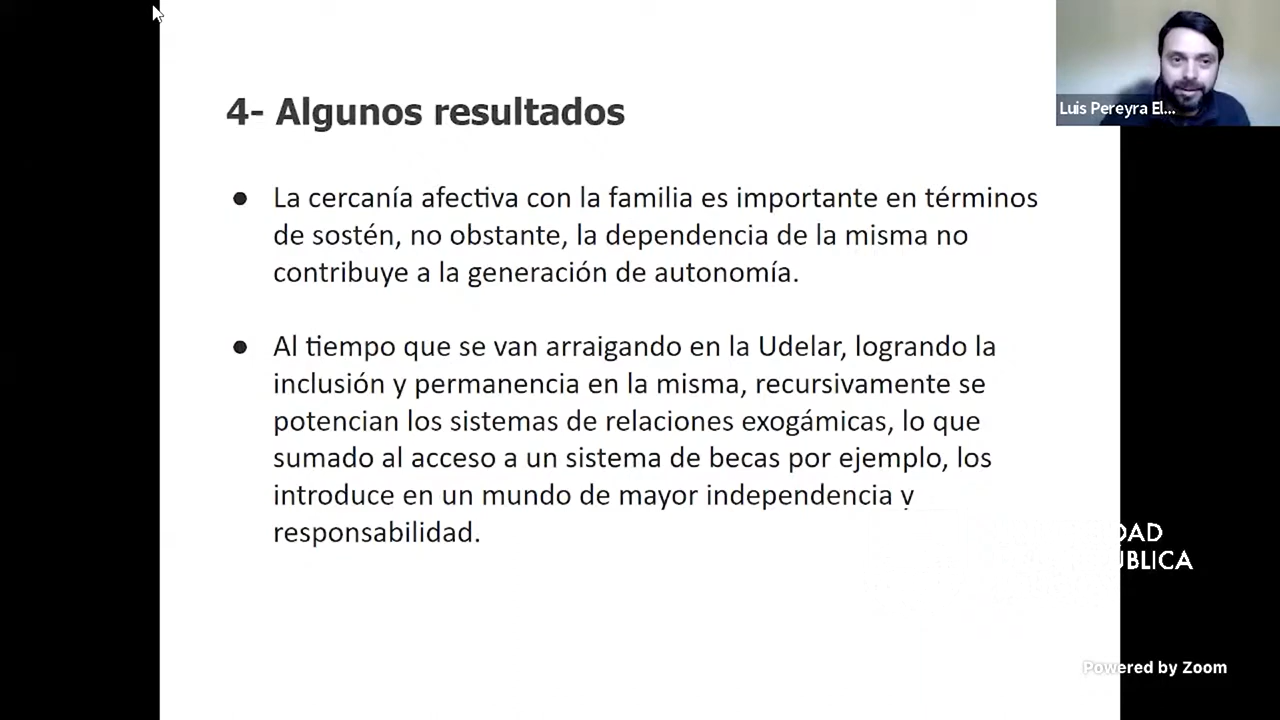 4- Algunos resultados
Luis Pereyra El...
● La cercanía afectiva con la familia es importante en términos
de sostén, no obstante, la dependencia de la misma no
contribuye a la generación de autonomía.
● Al tiempo que se van arraigando en la Udelar, logrando la
inclusión y permanencia en la misma, recursivamente se
potencian los sistemas de relaciones exogámicas, lo que
sumado al acceso a un sistema de becas por ejemplo, los
introduce en un mundo de mayor independencia y
responsabilidad.
DAD
ÚBLICA
Powered by Zoom